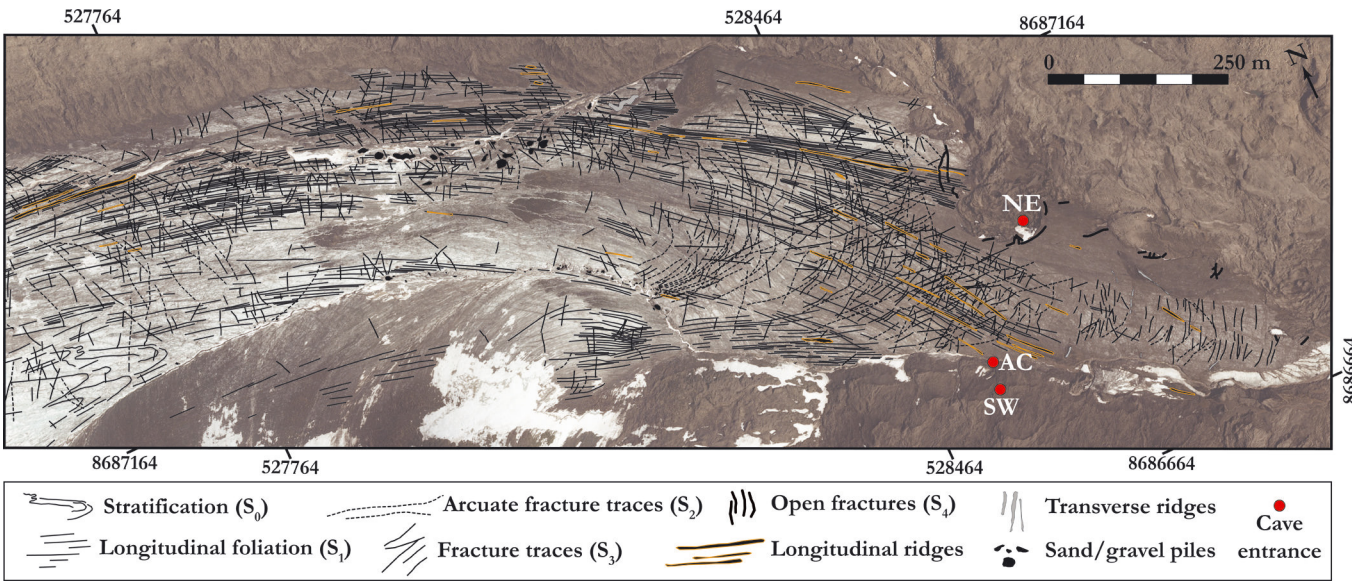 527764 528464 8687164
0 250 m N
NE
AC
SW
8686664
8687164 527764 528464 8686664
Stratification (S₀) Arcuate fracture traces (S₂) Open fractures (S₄) Transverse ridges Cave
Longitudinal foliation (S₁) Fracture traces (S₃) Longitudinal ridges Sand/gravel piles entrance